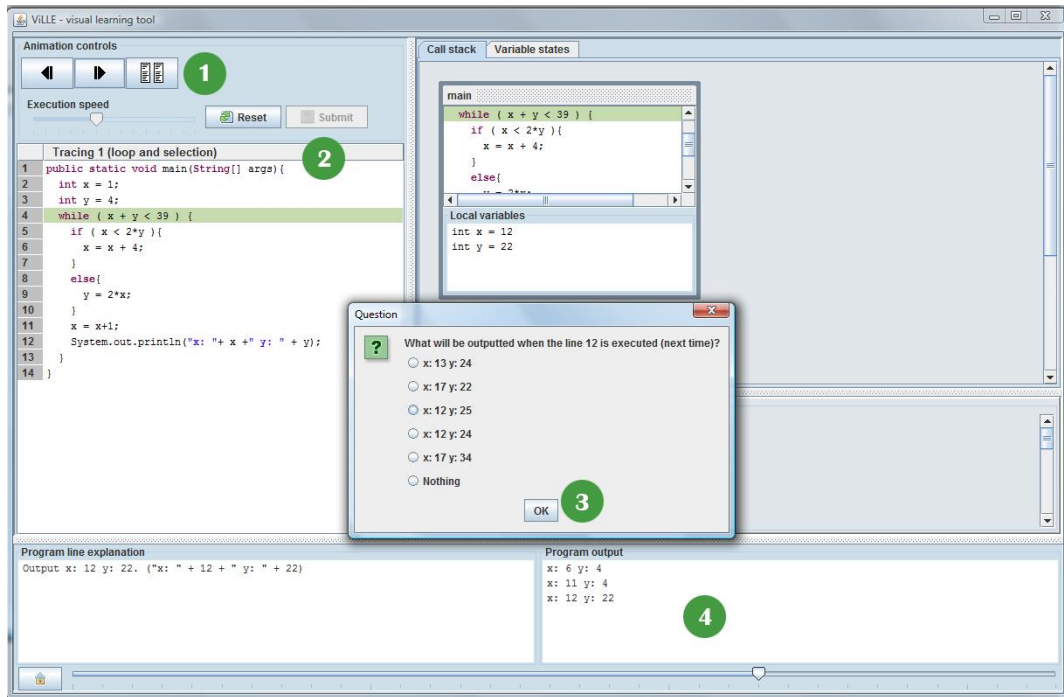 ViLLE - visual learning tool
Animation controls
1
Execution speed
Reset
Submit
Tracing 1 (loop and selection)
2
1 public static void main(String[] args){
2 int x = 1;
3 int y = 4;
4 while ( x + y < 39 ) {
5 if ( x < 2*y ){
6 x = x + 4;
7 }
8 else{
9 y = 2*x;
10 }
11 x = x+1;
12 System.out.println("x: "+ x +" y: " + y);
13 }
14 }
Call stack
Variable states
main
while ( x + y < 39 ) {
if ( x < 2*y ){
x = x + 4;
}
else{
Local variables
int x = 12
int y = 22
Question
What will be outputted when the line 12 is executed (next time)?
x: 13 y: 24
x: 17 y: 22
x: 12 y: 25
x: 12 y: 24
x: 17 y: 34
Nothing
OK
3
Program line explanation
Output x: 12 y: 22. ("x: " + 12 + " y: " + 22)
Program output
x: 6 y: 4
x: 11 y: 4
x: 12 y: 22
4